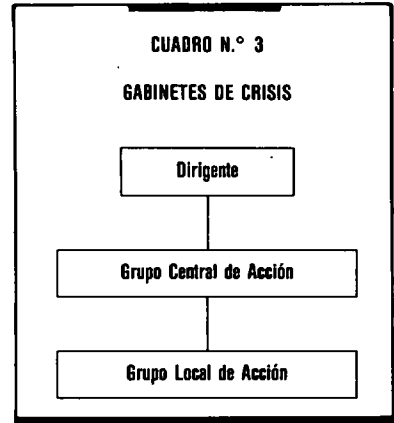 CUADRO N.° 3
GABINETES DE CRISIS
Dirigente
Grupo Central de Acción
Grupo Local de Acción